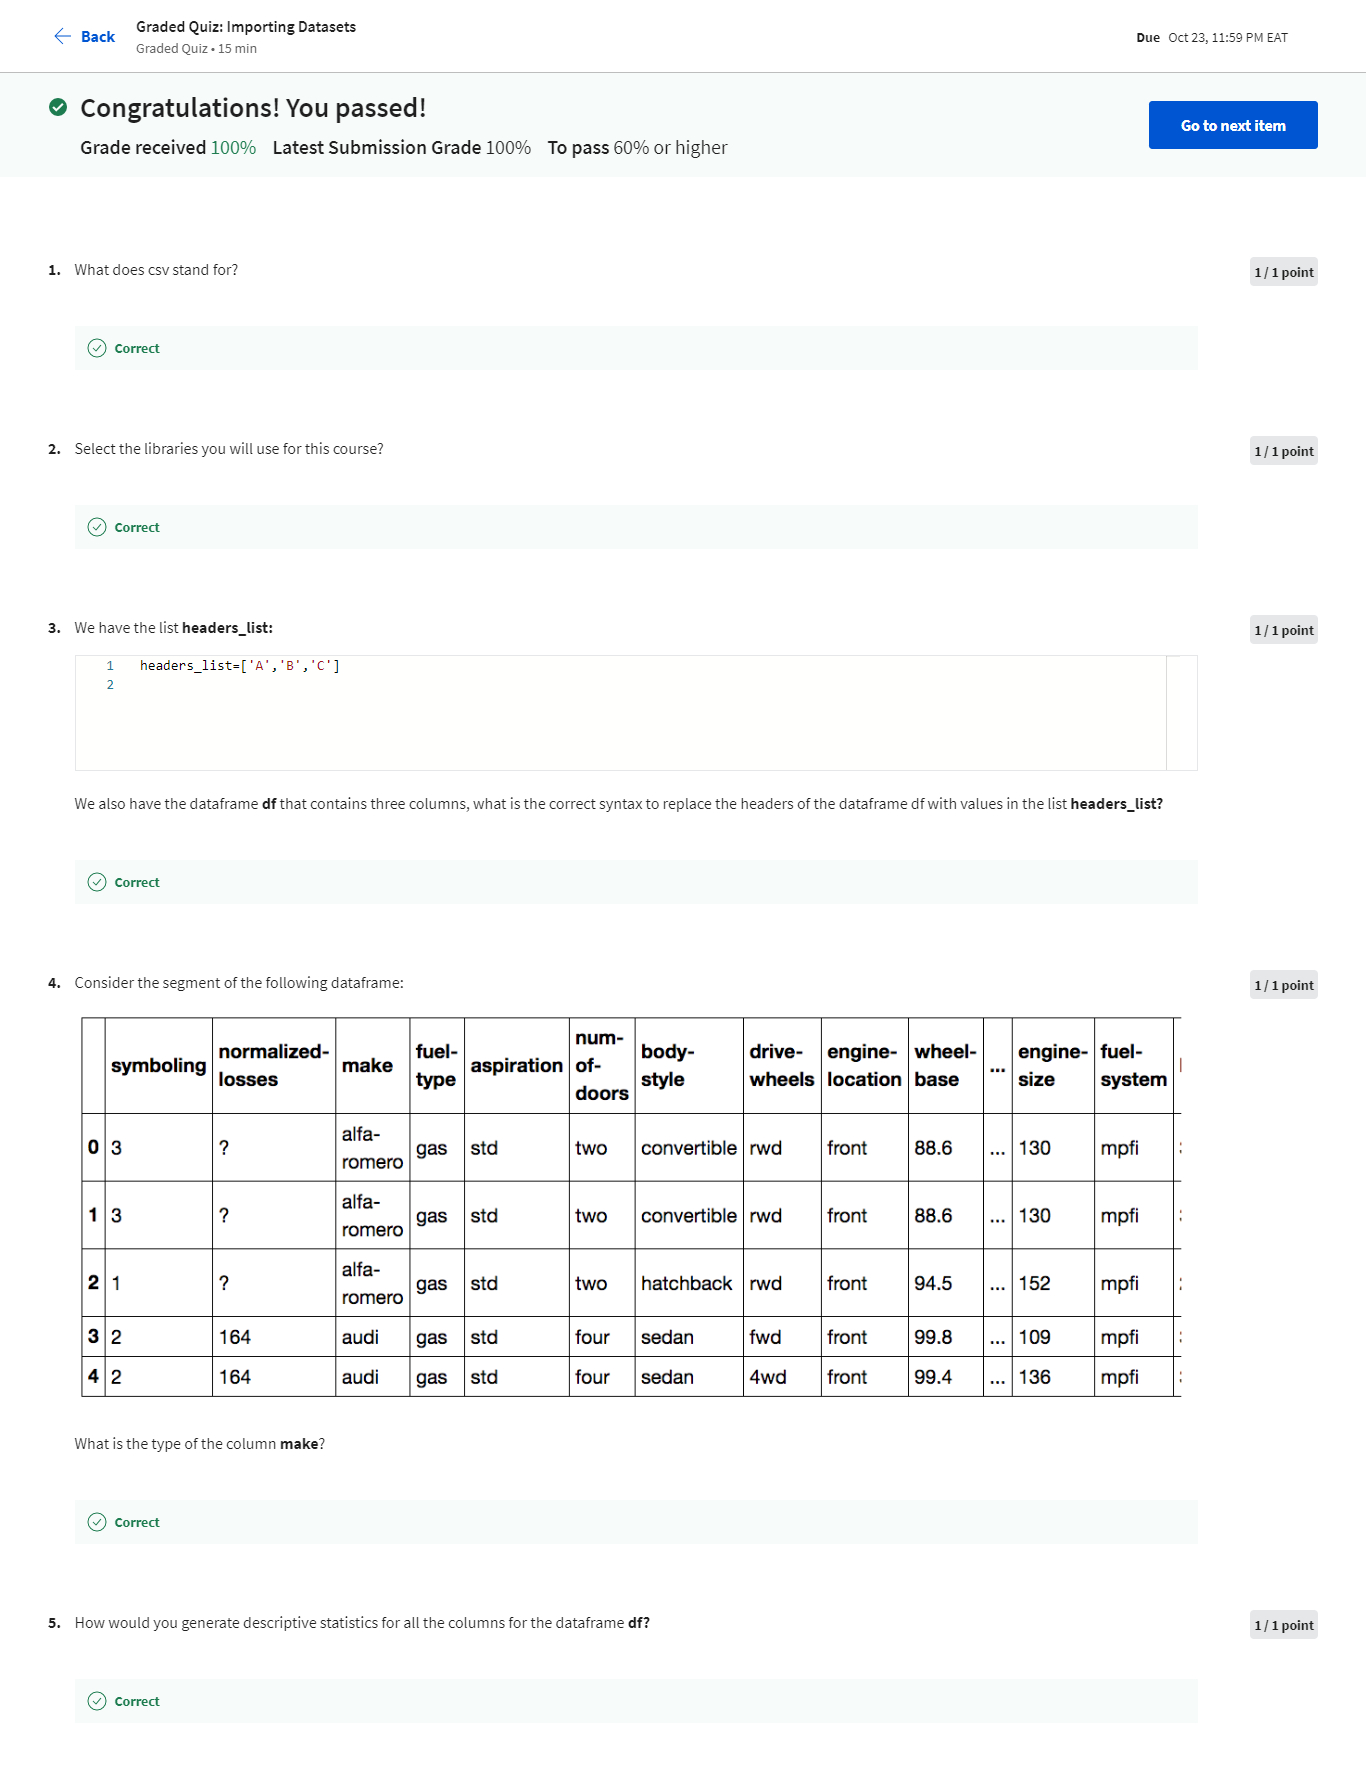 Back
Graded Quiz: Importing Datasets
Graded Quiz • 15 min
Due Oct 23, 11:59 PM EAT
Congratulations! You passed!
Grade received 100% Latest Submission Grade 100% To pass 60% or higher
Go to next item
1. What does csv stand for?
1 / 1 point
Correct
2. Select the libraries you will use for this course?
1 / 1 point
Correct
3. We have the list headers_list:
1 / 1 point
1 headers_list=['A','B','C']
2
We also have the dataframe df that contains three columns, what is the correct syntax to replace the headers of the dataframe df with values in the list headers_list?
Correct
4. Consider the segment of the following dataframe:
1 / 1 point
symboling normalized-losses make fuel-type aspiration num-of-doors body-style drive-wheels engine-location wheel-base ... engine-size fuel-system
0 3 ? alfa-romero gas std two convertible rwd front 88.6 ... 130 mpfi
1 3 ? alfa-romero gas std two convertible rwd front 88.6 ... 130 mpfi
2 1 ? alfa-romero gas std two hatchback rwd front 94.5 ... 152 mpfi
3 2 164 audi gas std four sedan fwd front 99.8 ... 109 mpfi
4 2 164 audi gas std four sedan 4wd front 99.4 ... 136 mpfi
What is the type of the column make?
Correct
5. How would you generate descriptive statistics for all the columns for the dataframe df?
1 / 1 point
Correct